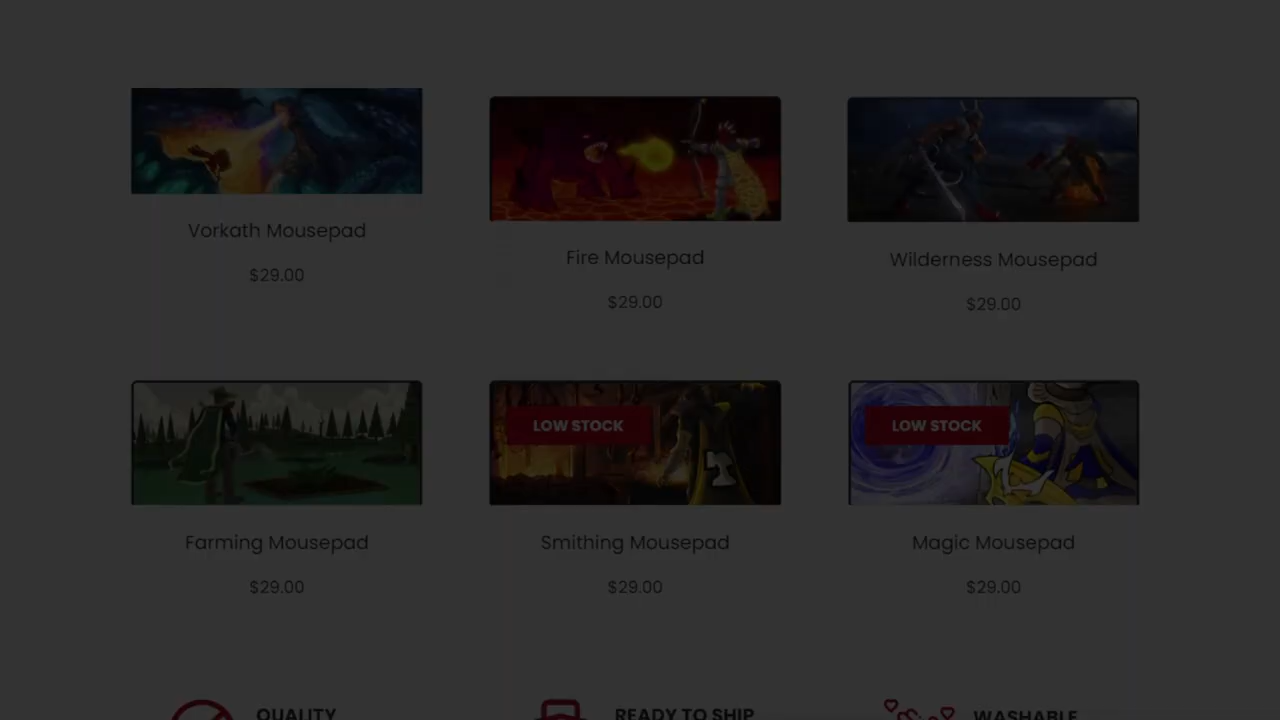 Vorkath Mousepad
$29.00
Fire Mousepad
$29.00
Wilderness Mousepad
$29.00
Farming Mousepad
$29.00
LOW STOCK
Smithing Mousepad
$29.00
LOW STOCK
Magic Mousepad
$29.00
QUALITY
READY TO SHIP
WASHABLE